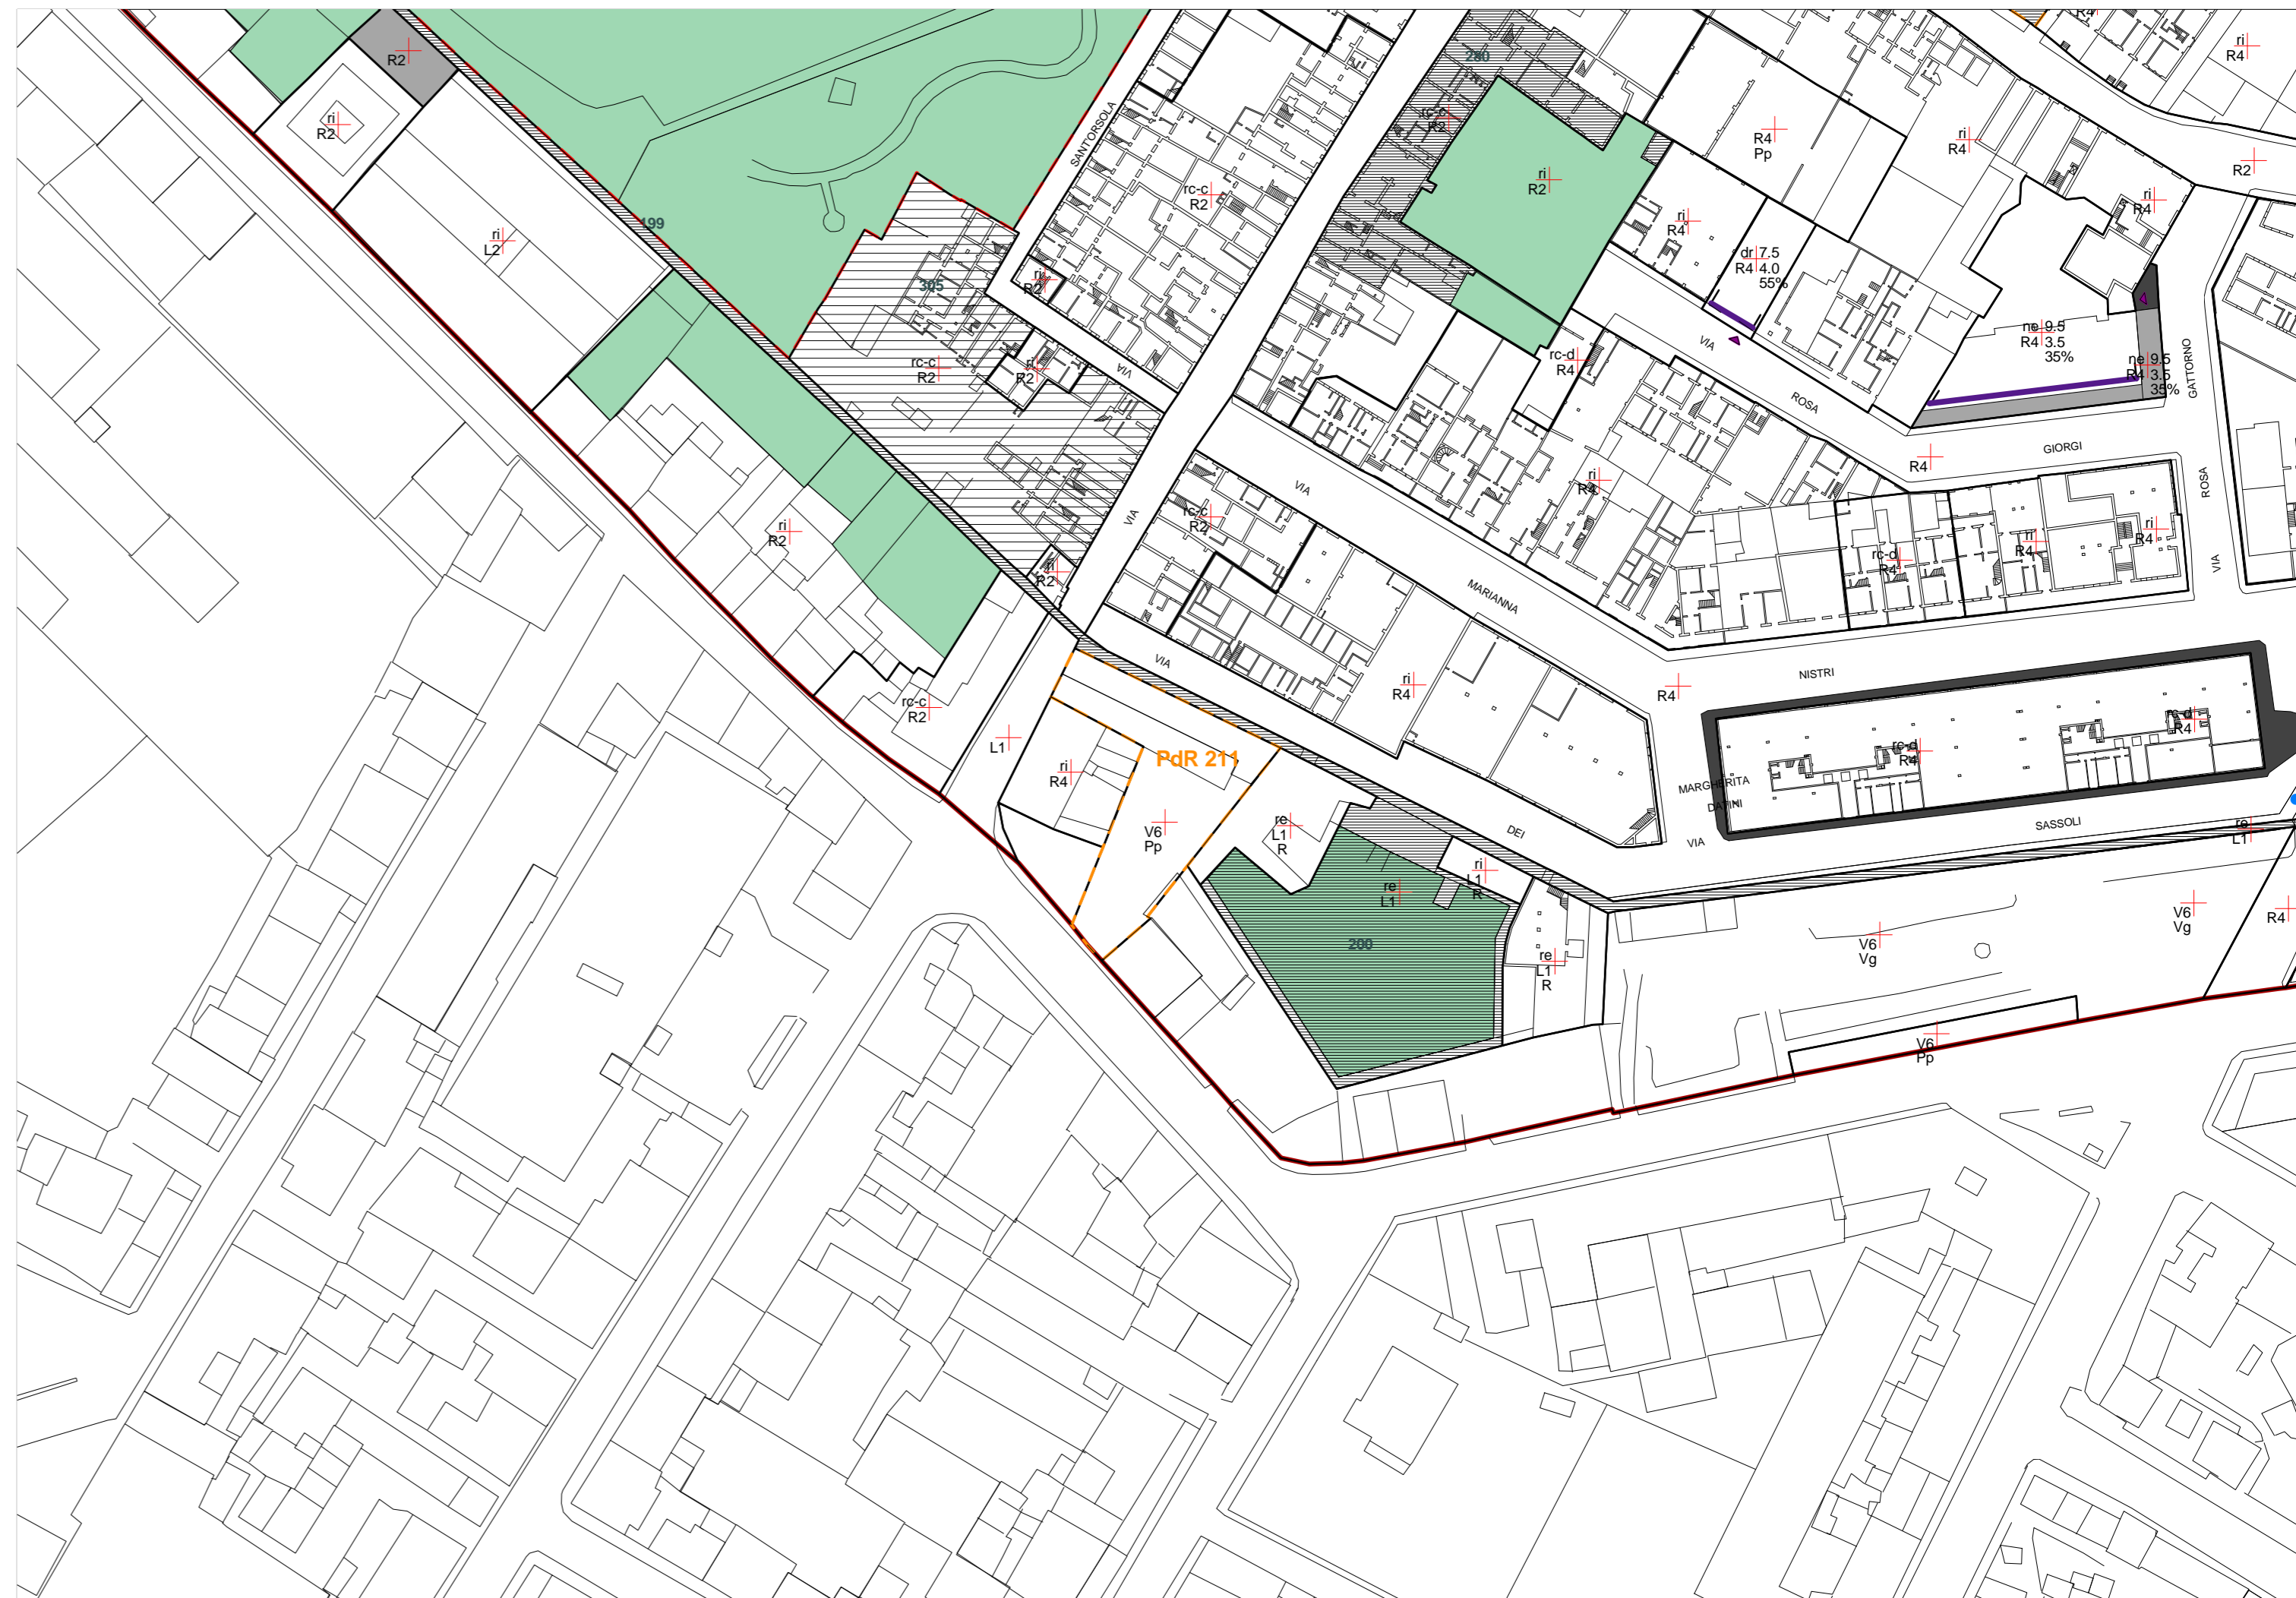 R4
ri
R4
R2
280
ri
R2
rc-c
R2
R4
Pp
ri
R4
R2
SANTORSOLA
ri
R2
rc-c
R2
ri
R4
199
ri
R4
ri
L2
dr 7.5
R4 4.0
55%
ri
R2
305
ne 9.5
R4 3.5
35%
VIA
GATTORNO
ne 9.5
R4 3.5
35%
rc-d
R4
rc-c
R2
ri
R2
VIA
ROSA
GIORGI
R4
ROSA
VIA
ri
R4
VIA
rc-c
R2
ri
R2
ri
R4
ri
R4
rc-d
R4
VIA
ri
R2
MARIANNA
VIA
NISTRI
ri
R4
R4
rc-c
R2
rc-d
R4
L1
PdR 211
rc-d
R4
ri
R4
MARGHERITA
DATINI
V6
Pp
re
L1
R
DEI
SASSOLI
re
L1
VIA
ri
L1
R
re
L1
V6
Vg
R4
200
V6
Vg
re
L1
R
V6
Pp